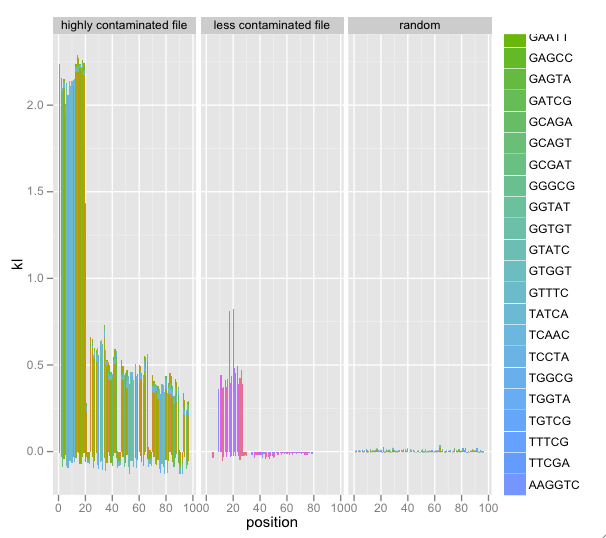 highly contaminated file
less contaminated file
random
kl
2.0
1.5
1.0
0.5
0.0
0 20 40 60 80 100
0 20 40 60 80 100
0 20 40 60 80 100
position
GAATT
GAGCC
GAGTA
GATCG
GCAGA
GCAGT
GCGAT
GGGCG
GGTAT
GGTGT
GTATC
GTGGT
GTTTC
TATCA
TCAAC
TCCTA
TGGCG
TGGTA
TGTCG
TTTCG
TTCGA
AAGGTC